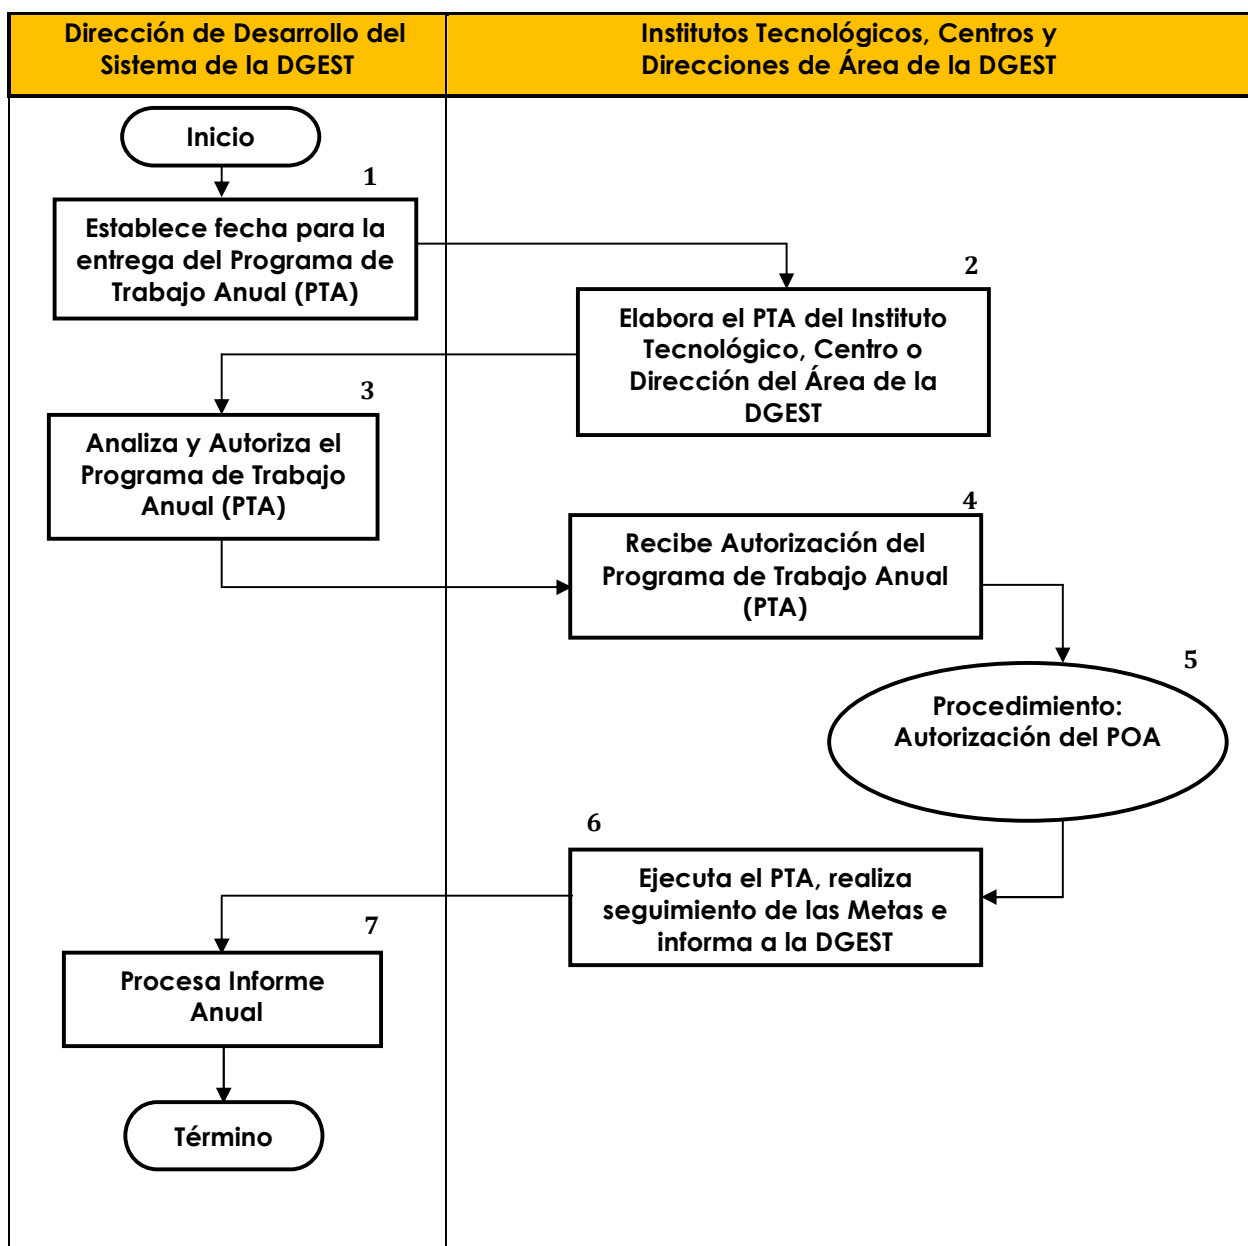 Dirección de Desarrollo del
Sistema de la DGEST
Institutos Tecnológicos, Centros y
Direcciones de Área de la DGEST
Inicio
1
Establece fecha para la
entrega del Programa de
Trabajo Anual (PTA)
2
Elabora el PTA del Instituto
Tecnológico, Centro o
Dirección del Área de la
DGEST
3
Analiza y Autoriza el
Programa de Trabajo
Anual (PTA)
4
Recibe Autorización del
Programa de Trabajo Anual
(PTA)
5
Procedimiento:
Autorización del POA
6
Ejecuta el PTA, realiza
seguimiento de las Metas e
informa a la DGEST
7
Procesa Informe
Anual
Término